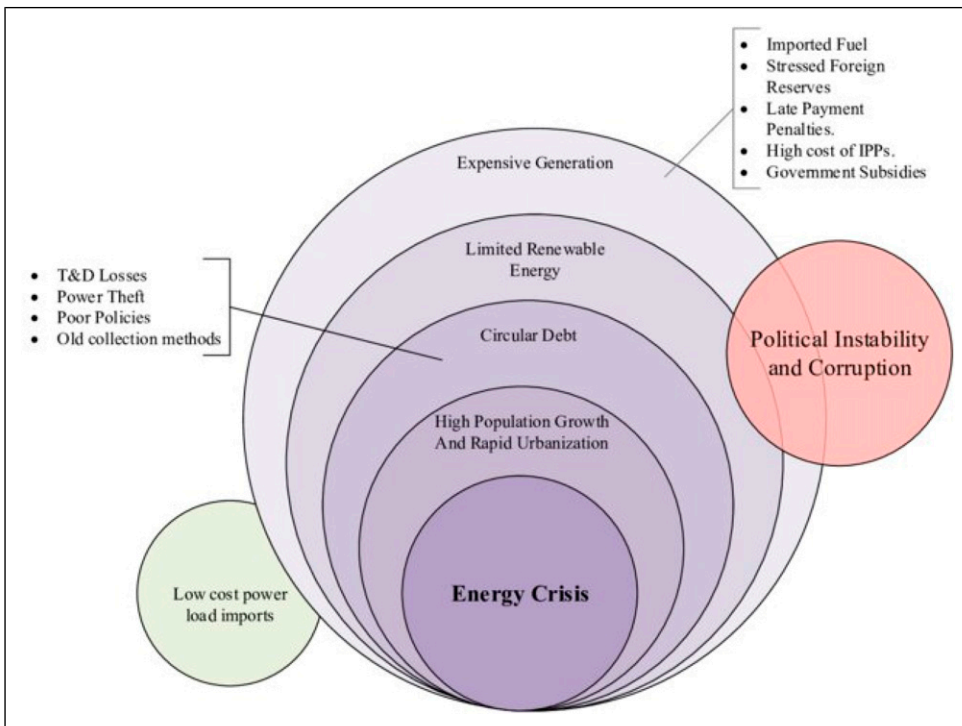 • Imported Fuel
• Stressed Foreign
Reserves
• Late Payment
Penalties.
• High cost of IPPs.
• Government Subsidies
Expensive Generation
Limited Renewable
Energy
• T&D Losses
• Power Theft
• Poor Policies
• Old collection methods
Circular Debt
Political Instability
and Corruption
High Population Growth
And Rapid Urbanization
Energy Crisis
Low cost power
load imports